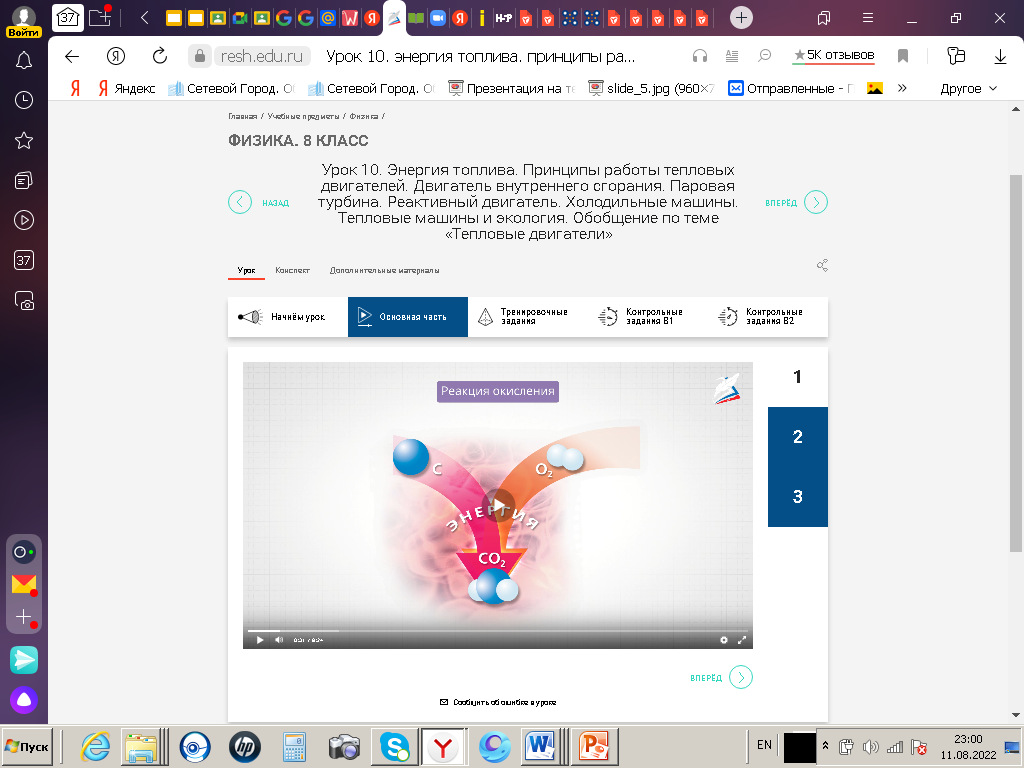 37
Войти
resh.edu.ru
Урок 10. энергия топлива. принципы ра...
5K отзывов
Яндекс
Сетевой Город. Об
Сетевой Город. Об
Презентация на те
slide_5.jpg (960×7
Отправленные - П
»
Другое
Главная / Учебные предметы / Физика /
ФИЗИКА. 8 КЛАСС
Урок 10. Энергия топлива. Принципы работы тепловых
двигателей. Двигатель внутреннего сгорания. Паровая
турбина. Реактивный двигатель. Холодильные машины.
Тепловые машины и экология. Обобщение по теме
«Тепловые двигатели»
НАЗАД
ВПЕРЁД
37
Урок
Конспект
Дополнительные материалы
Начнём урок
Основная часть
Тренировочные
задания
Контрольные
задания В1
Контрольные
задания В2
Реакция окисления
C
O2
ЭНЕРГИЯ
CO2
1
2
3
ВПЕРЁД
Сообщить об ошибке в уроке
Пуск
EN
23:00
11.08.2022